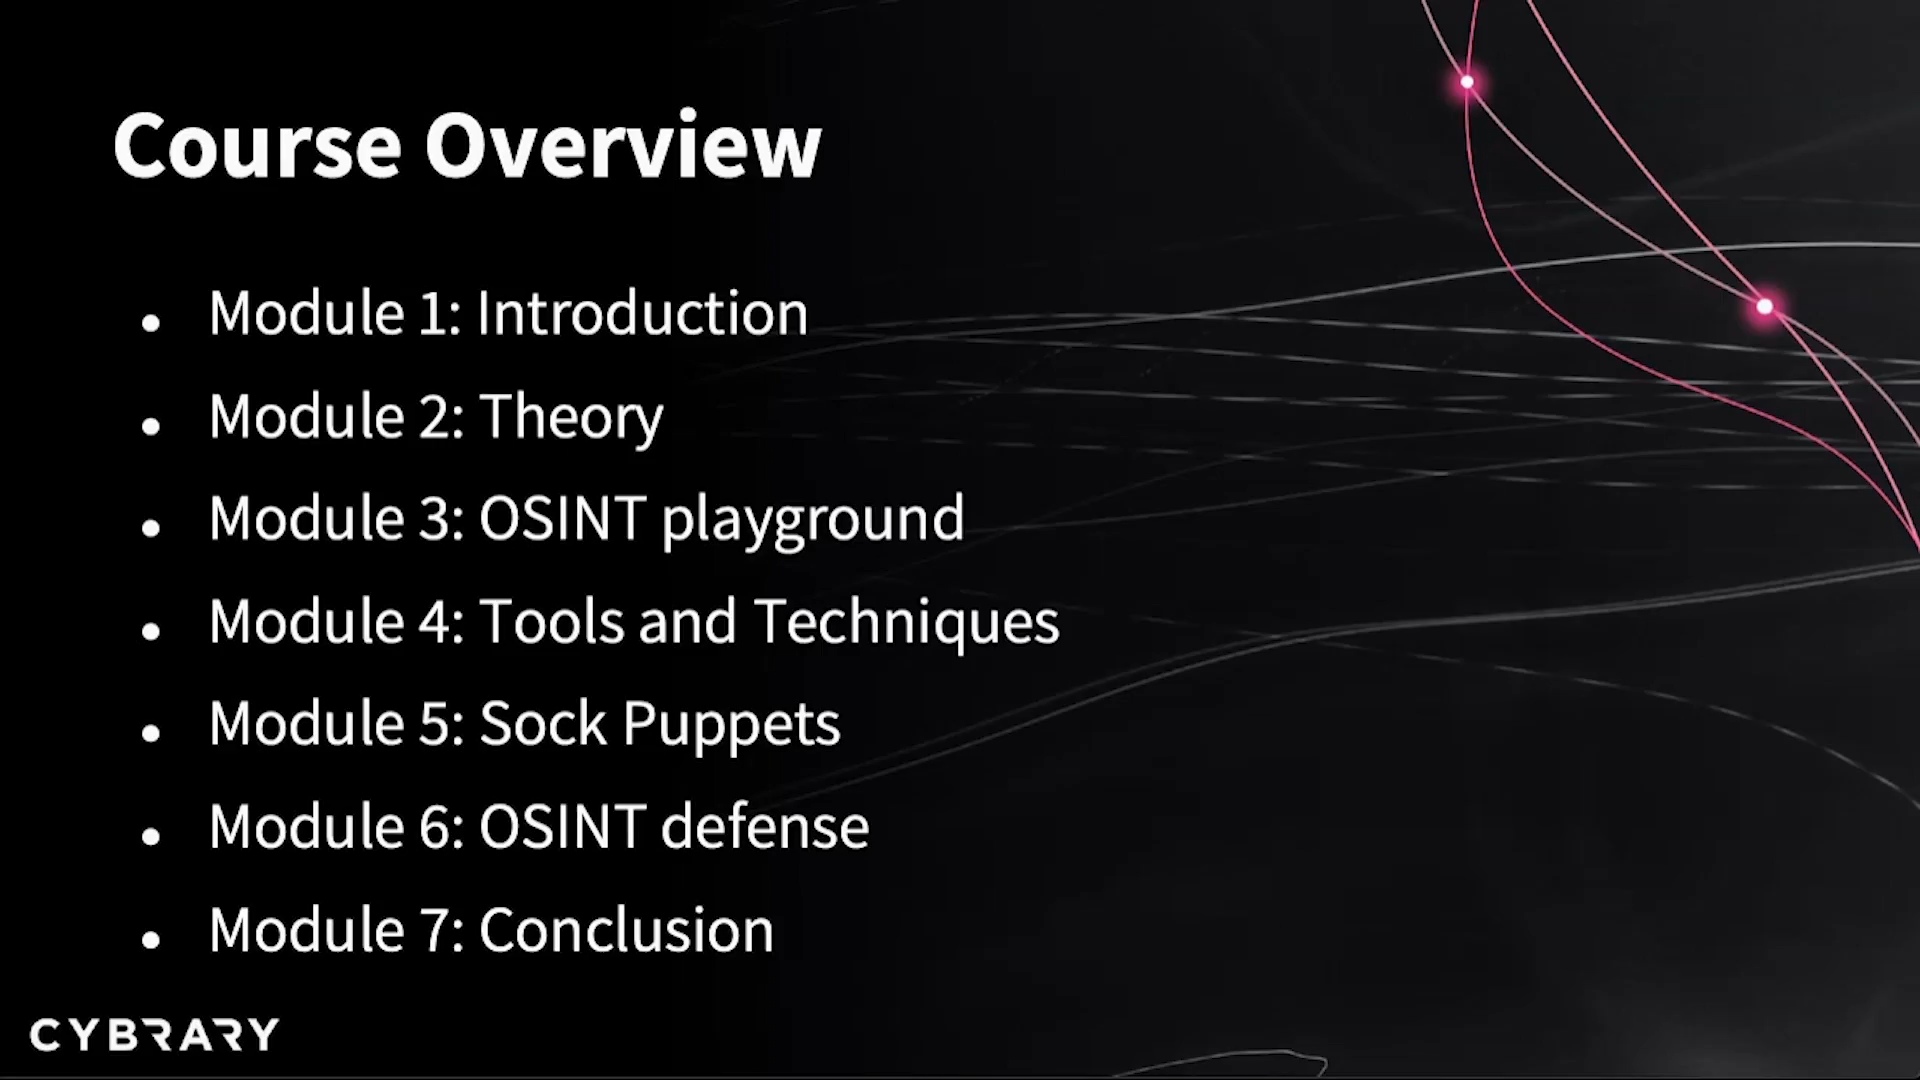 Course Overview
• Module 1: Introduction
• Module 2: Theory
• Module 3: OSINT playground
• Module 4: Tools and Techniques
• Module 5: Sock Puppets
• Module 6: OSINT defense
• Module 7: Conclusion
CYBRARY